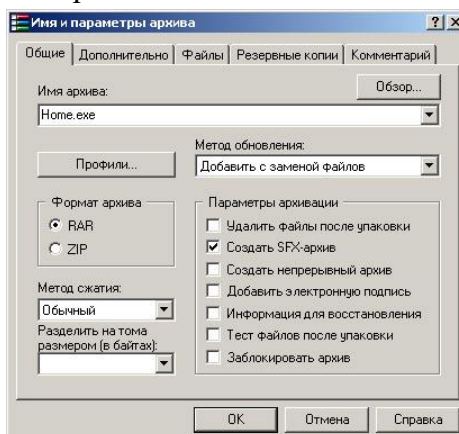 Имя и параметры архива
Общие Дополнительно Файлы Резервные копии Комментарий
Имя архива:
Обзор...
Home.exe
Метод обновления:
Профили...
Добавить с заменой файлов
Формат архива
RAR
ZIP
Метод сжатия:
Обычный
Разделить на тома
размером (в байтах):
Параметры архивации
Удалить файлы после упаковки
Создать SFX-архив
Создать непрерывный архив
Добавить электронную подпись
Информация для восстановления
Тест файлов после упаковки
Заблокировать архив
OK Отмена Справка